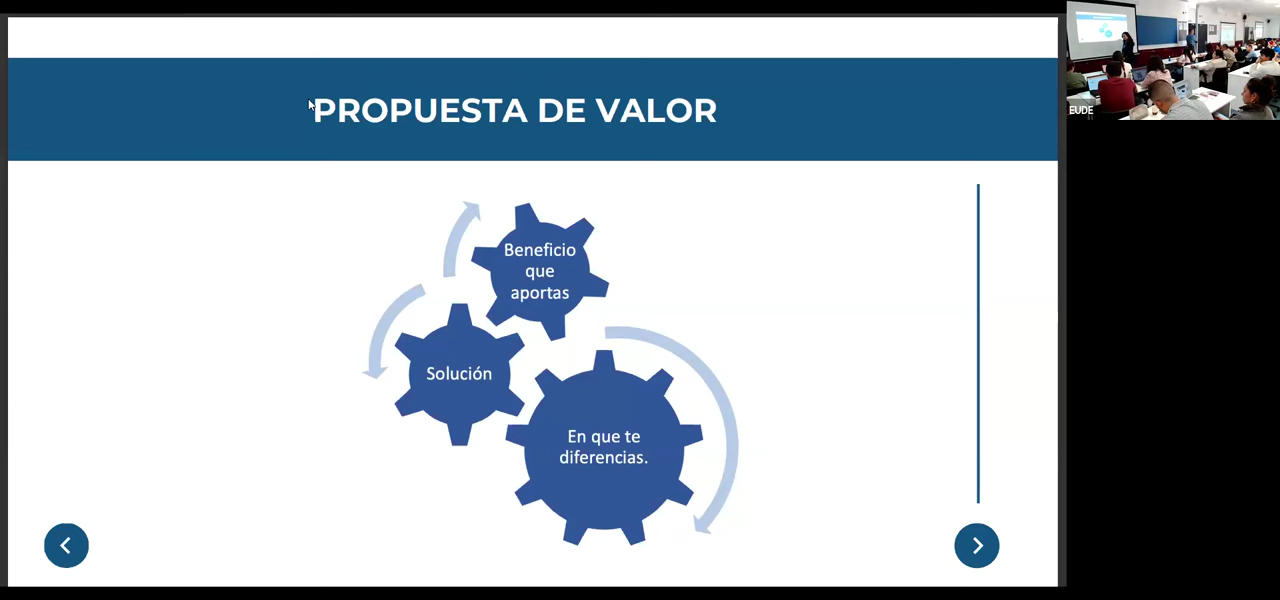 PROPUESTA DE VALOR
Beneficio
que
aportas
Solución
En que te
diferencias.
EUDE